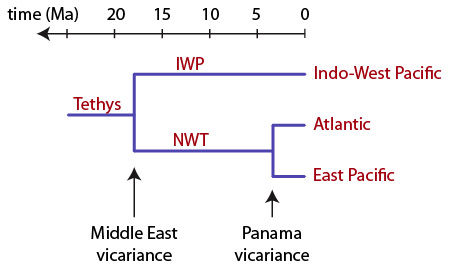 time (Ma) 20 15 10 5 0
IWP
Indo-West Pacific
Tethys
Atlantic
NWT
East Pacific
Middle East
vicariance
Panama
vicariance